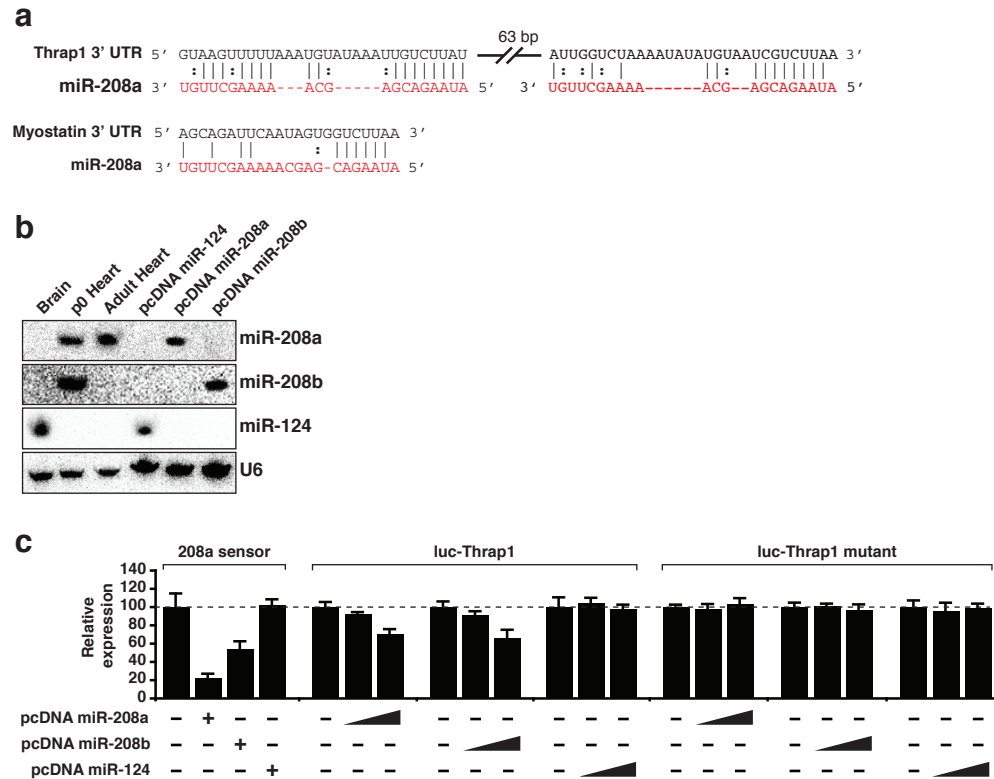 a
63 bp
Thrap1 3' UTR 5' GUAAGUUUUUAAAUGUAUAAAUUGUCUUAU AUUGGUCUAAAAUAUAUGUAAUCGUCUUAA 3'
miR-208a 3' UGUUCGAAAA---ACG-----AGCAGAAUA 5' 3' UGUUCGAAAA------ACG--AGCAGAAUA 5'
Myostatin 3' UTR 5' AGCAGAUUCAAUAGUGGUCUUAA 3'
miR-208a 3' UGUUCGAAAAACGAG-CAGAAUA 5'
b
Brain
p0 Heart
Adult Heart
pcDNA miR-124
pcDNA miR-208a
pcDNA miR-208b
miR-208a
miR-208b
miR-124
U6
c
208a sensor luc-Thrap1 luc-Thrap1 mutant
Relative
expression
140
120
100
80
60
40
20
0
pcDNA miR-208a – + – – – – – – – – – – – – – – – –
pcDNA miR-208b – – + – – – – – – – – – – – – – – –
pcDNA miR-124 – – – + – – – – – – – – – – – – – – – –